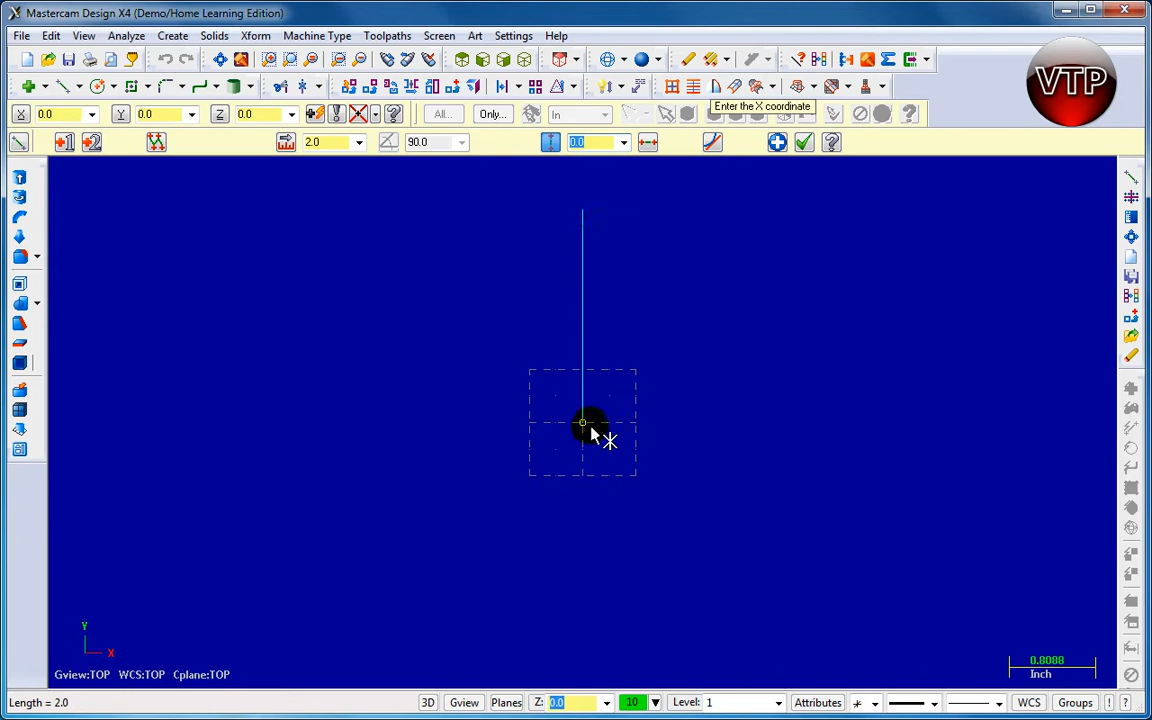 Mastercam Design X4 (Demo/Home Learning Edition)
File Edit View Analyze Create Solids Xform Machine Type Toolpaths Screen Art Settings Help
VTP
Enter the X coordinate
X 0.0 Y 0.0 Z 0.0 All... Only... In
+1 +2 2.0 90.0 0.0
Y
X
Gview:TOP WCS:TOP Cplane:TOP
0.8088
Inch
Length = 2.0 3D Gview Planes Z: 0.0 10 Level: 1 Attributes WCS Groups ! ?